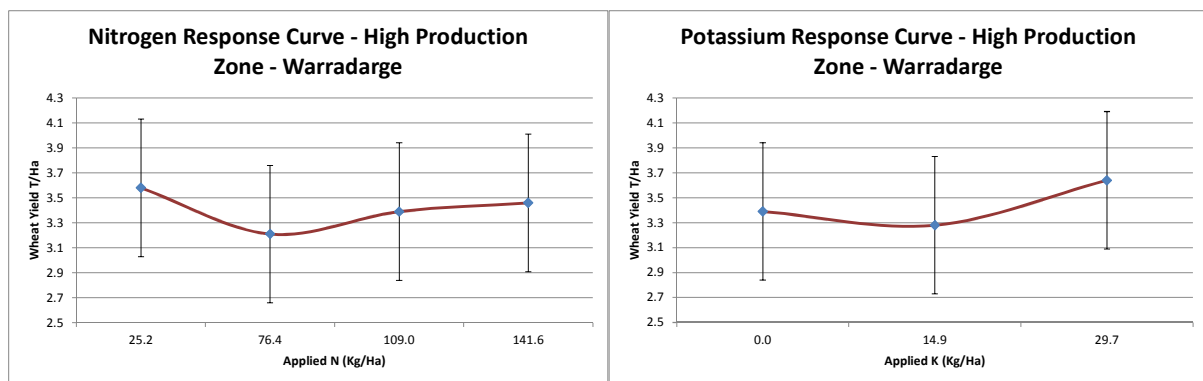 Nitrogen Response Curve - High Production
Zone - Warradarge
4.3
4.1
3.9
3.7
3.5
3.3
3.1
2.9
2.7
2.5
Wheat Yield T/Ha
25.2 76.4 109.0 141.6
Applied N (Kg/Ha)
Potassium Response Curve - High Production
Zone - Warradarge
4.3
4.1
3.9
3.7
3.5
3.3
3.1
2.9
2.7
2.5
Wheat Yield T/Ha
0.0 14.9 29.7
Applied K (Kg/Ha)